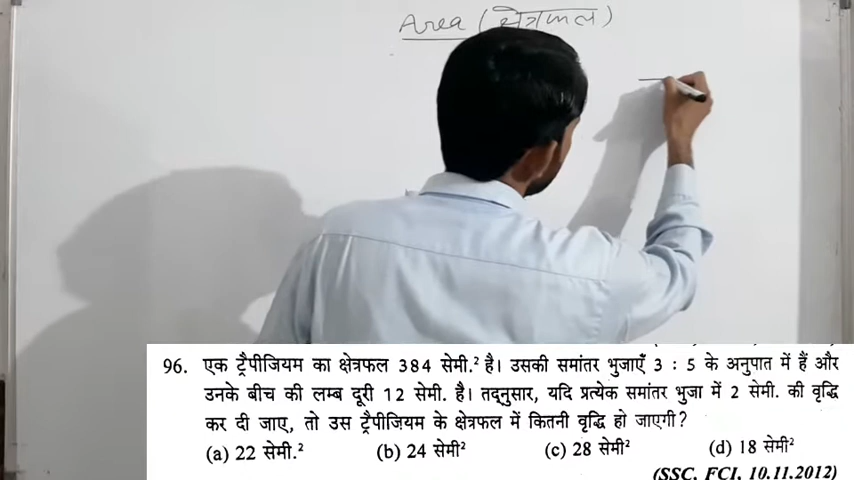 Area (क्षेत्रफल)
96. एक ट्रैपीजियम का क्षेत्रफल 384 सेमी.² है। उसकी समांतर भुजाएँ 3 : 5 के अनुपात में हैं और
उनके बीच की लम्ब दूरी 12 सेमी. है। तद्नुसार, यदि प्रत्येक समांतर भुजा में 2 सेमी. की वृद्धि
कर दी जाए, तो उस ट्रैपीजियम के क्षेत्रफल में कितनी वृद्धि हो जाएगी?
(a) 22 सेमी.² (b) 24 सेमी² (c) 28 सेमी² (d) 18 सेमी²
(SSC, FCI, 10.11.2012)